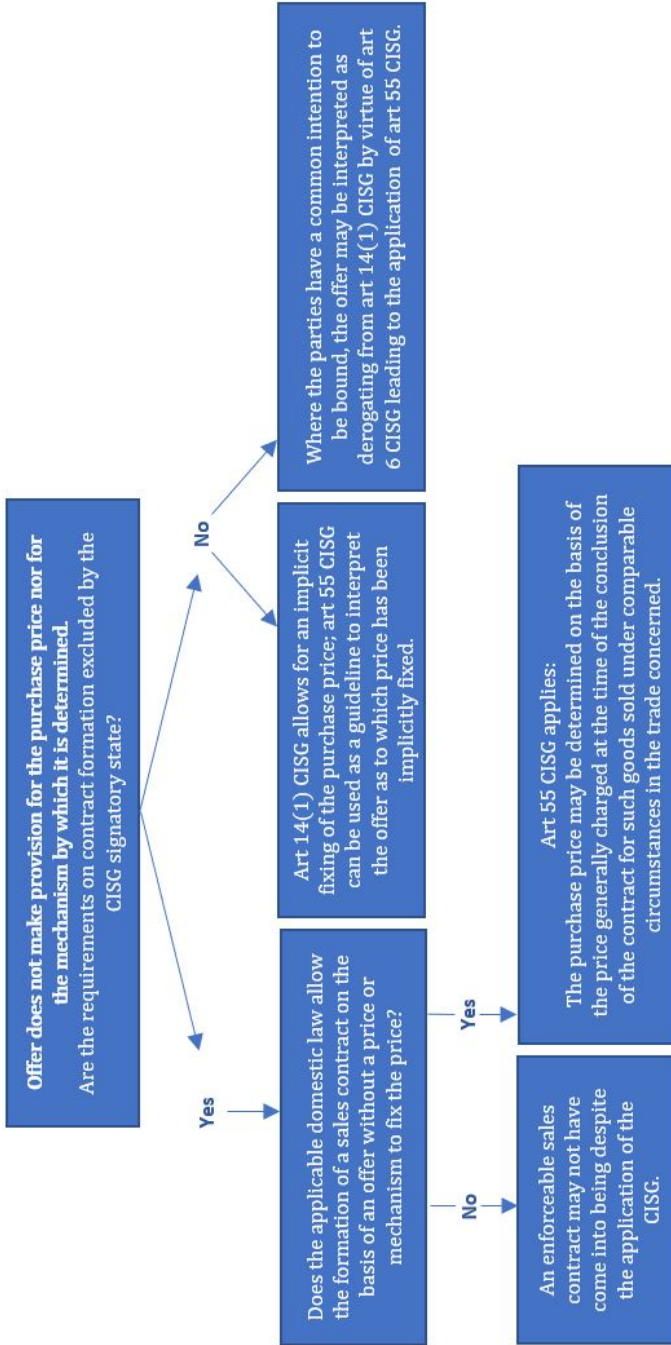 Offer does not make provision for the purchase price nor for
the mechanism by which it is determined.
Are the requirements on contract formation excluded by the
CISG signatory state?
Yes
No
Does the applicable domestic law allow
the formation of a sales contract on the
basis of an offer without a price or
mechanism to fix the price?
Art 14(1) CISG allows for an implicit
fixing of the purchase price; art 55 CISG
can be used as a guideline to interpret
the offer as to which price has been
implicitly fixed.
Where the parties have a common intention to
be bound, the offer may be interpreted as
derogating from art 14(1) CISG by virtue of art
6 CISG leading to the application of art 55 CISG.
No
Yes
An enforceable sales
contract may not have
come into being despite
the application of the
CISG.
Art 55 CISG applies:
The purchase price may be determined on the basis of
the price generally charged at the time of the conclusion
of the contract for such goods sold under comparable
circumstances in the trade concerned.